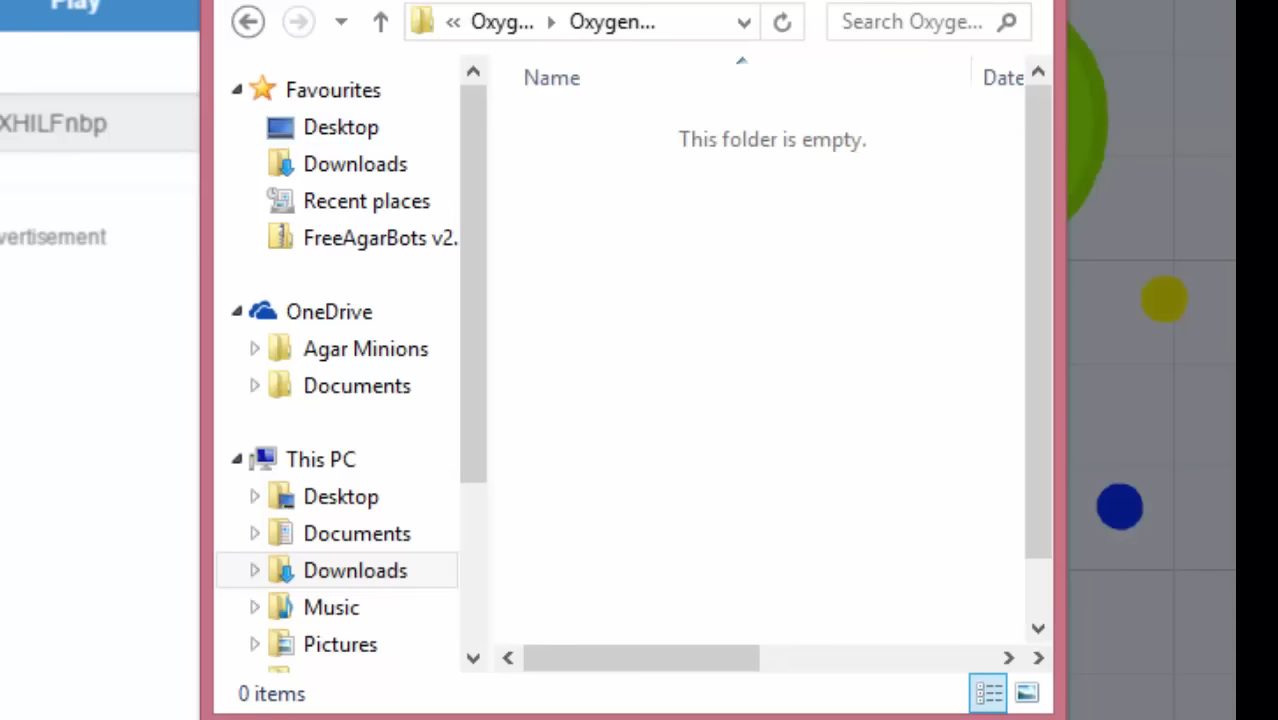 Play
« Oxyg... Oxygen...
Search Oxyge...
XHILFnbp
vertisement
Name
Date
This folder is empty.
Favourites
Desktop
Downloads
Recent places
FreeAgarBots v2.
OneDrive
Agar Minions
Documents
This PC
Desktop
Documents
Downloads
Music
Pictures
0 items